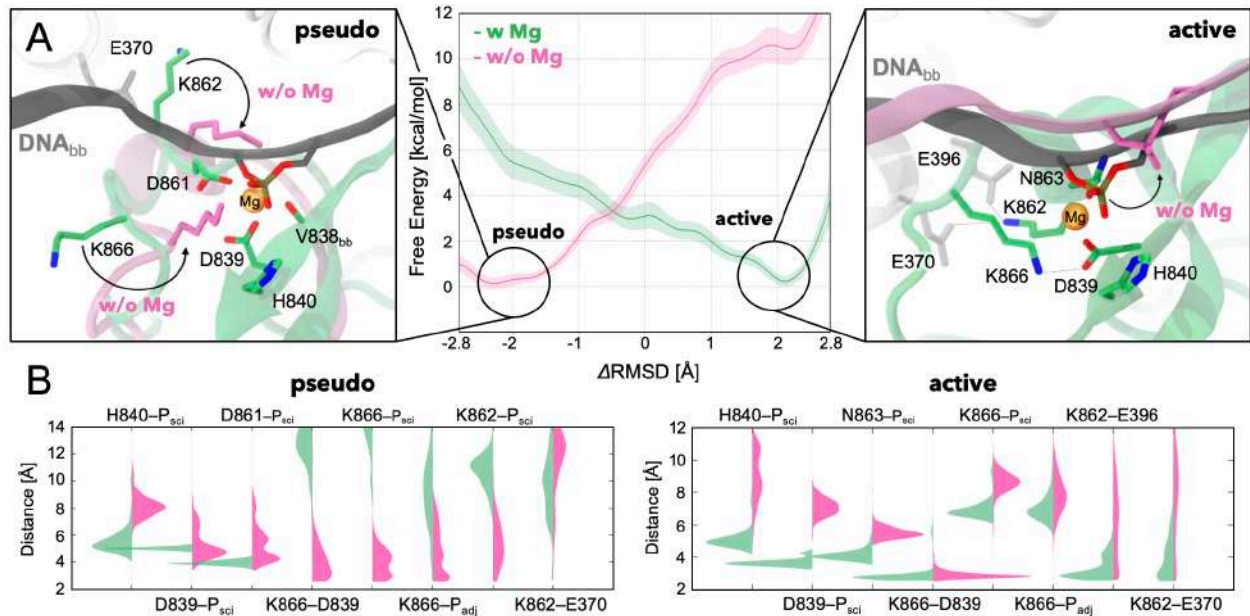 A
pseudo
E370
K862
w/o Mg
DNAbb
D861
Mg
V838bb
K866
D839
H840
w/o Mg
Free Energy [kcal/mol]
12
10
8
6
4
2
0
- w Mg
- w/o Mg
pseudo
active
-2.8
-2
-1
0
1
2
2.8
ΔRMSD [Å]
active
DNAbb
E396
N863
K862
Mg
w/o Mg
E370
K866
D839
H840
B
pseudo
H840–Psci
D861–Psci
K866–Psci
K862–Psci
Distance [Å]
14
12
10
8
6
4
2
D839–Psci
K866–D839
K866–Padj
K862–E370
active
H840–Psci
N863–Psci
K866–Psci
K862–E396
Distance [Å]
12
10
8
6
4
2
D839–Psci
K866–D839
K866–Padj
K862–E370